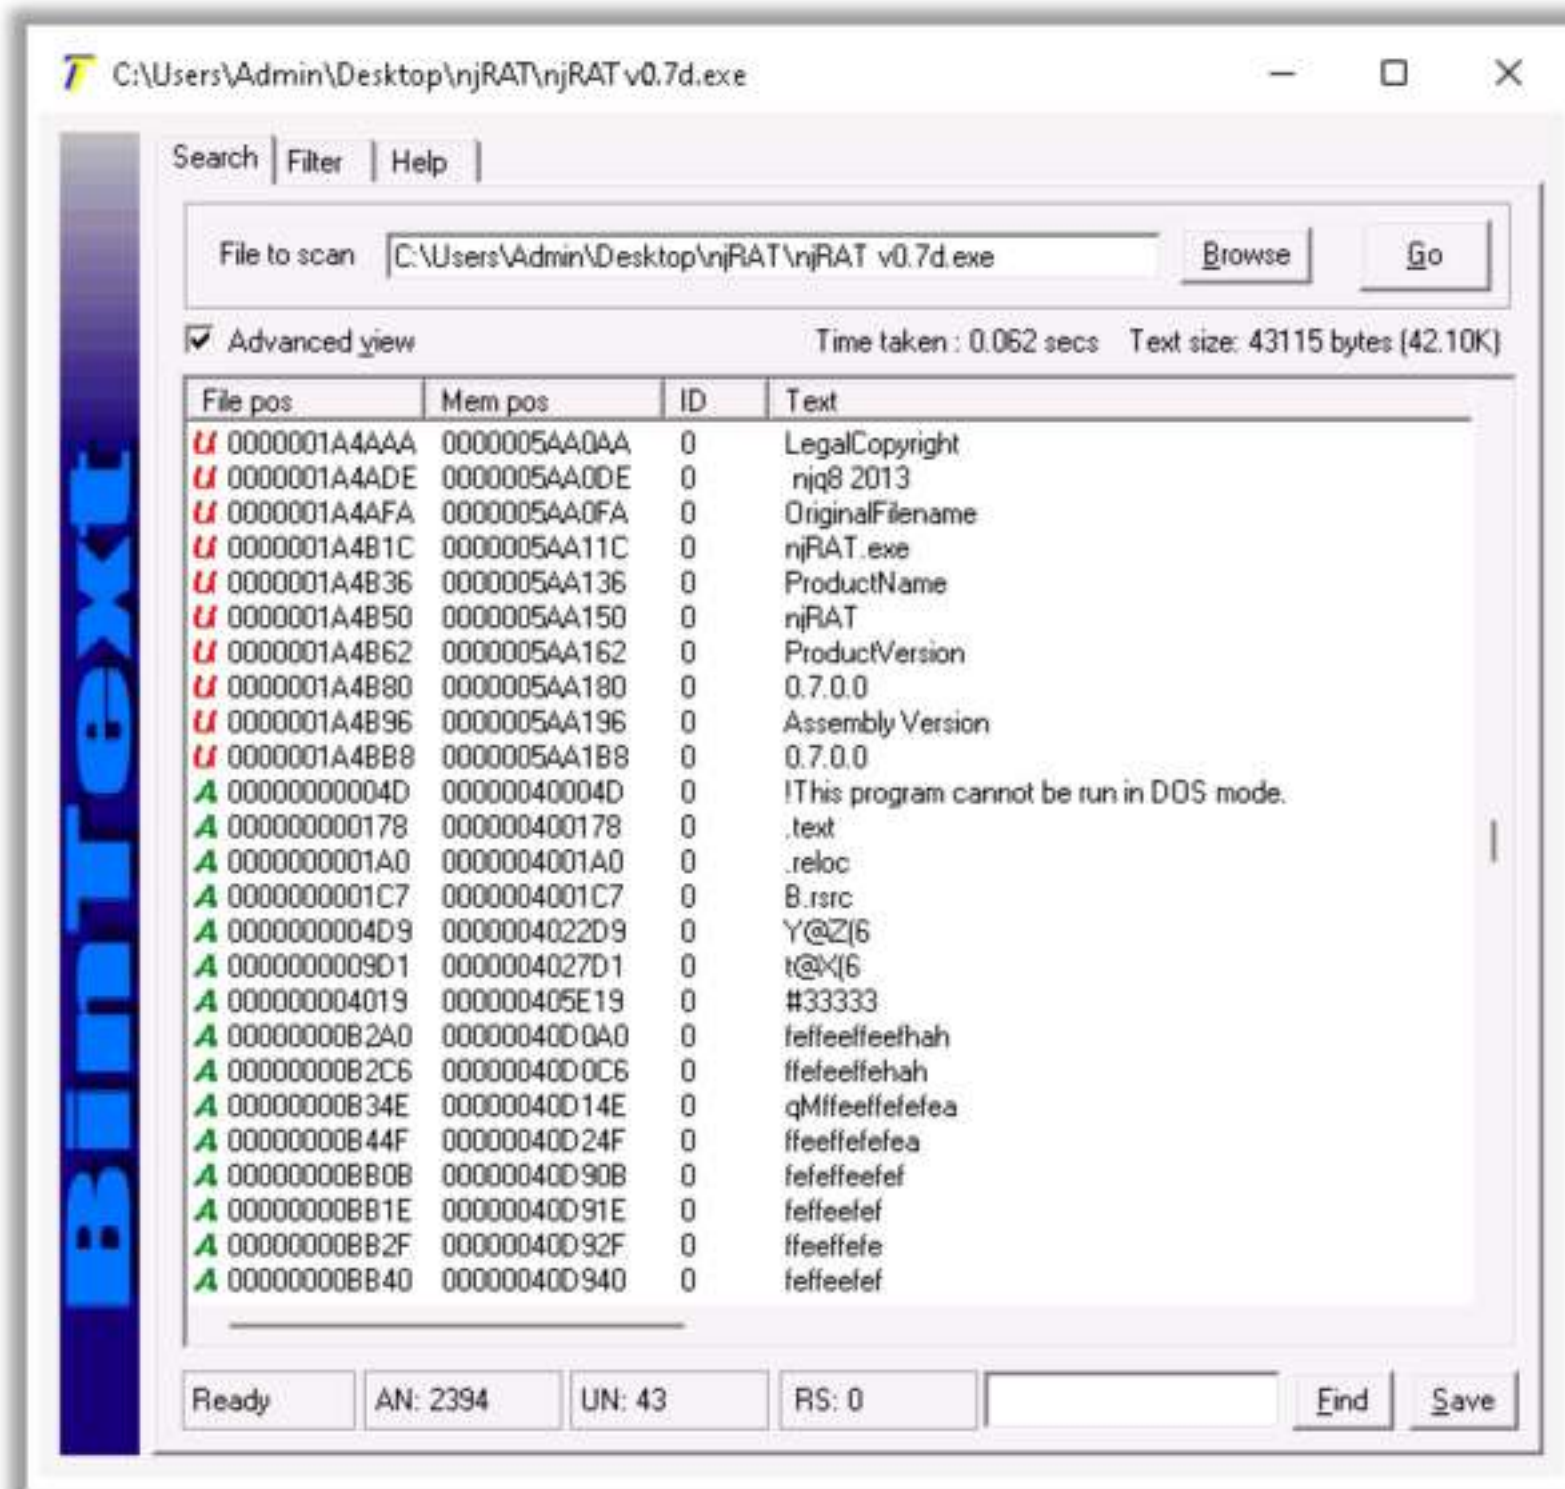 C:\Users\Admin\Desktop\njRAT\njRAT v0.7d.exe
BinText
Search Filter Help
File to scan C:\Users\Admin\Desktop\njRAT\njRAT v0.7d.exe Browse Go
Advanced view Time taken : 0.062 secs Text size: 43115 bytes (42.10K)
File pos Mem pos ID Text
U 0000001A4AAA 0000005AA0AA 0 LegalCopyright
U 0000001A4ADE 0000005AA0DE 0 njq8 2013
U 0000001A4AFA 0000005AA0FA 0 OriginalFilename
U 0000001A4B1C 0000005AA11C 0 njRAT.exe
U 0000001A4B36 0000005AA136 0 ProductName
U 0000001A4B50 0000005AA150 0 njRAT
U 0000001A4B62 0000005AA162 0 ProductVersion
U 0000001A4B80 0000005AA180 0 0.7.0.0
U 0000001A4B96 0000005AA196 0 Assembly Version
U 0000001A4BB8 0000005AA1B8 0 0.7.0.0
A 00000000004D 00000040004D 0 !This program cannot be run in DOS mode.
A 000000000178 000000400178 0 .text
A 0000000001A0 0000004001A0 0 .reloc
A 0000000001C7 0000004001C7 0 B.rsrc
A 0000000004D9 0000004022D9 0 Y@Z(6
A 0000000009D1 0000004027D1 0 t@X(6
A 000000004019 000000405E19 0 #33333
A 00000000B2A0 00000040D0A0 0 feffeeffeefhah
A 00000000B2C6 00000040D0C6 0 ffefeeffehah
A 00000000B34E 00000040D14E 0 qMffeeffefefea
A 00000000B44F 00000040D24F 0 ffeeffefefea
A 00000000BB0B 00000040D90B 0 fefeffeefef
A 00000000BB1E 00000040D91E 0 feffeefef
A 00000000BB2F 00000040D92F 0 ffeeffefe
A 00000000BB40 00000040D940 0 feffeefef
Ready AN: 2394 UN: 43 RS: 0 Find Save